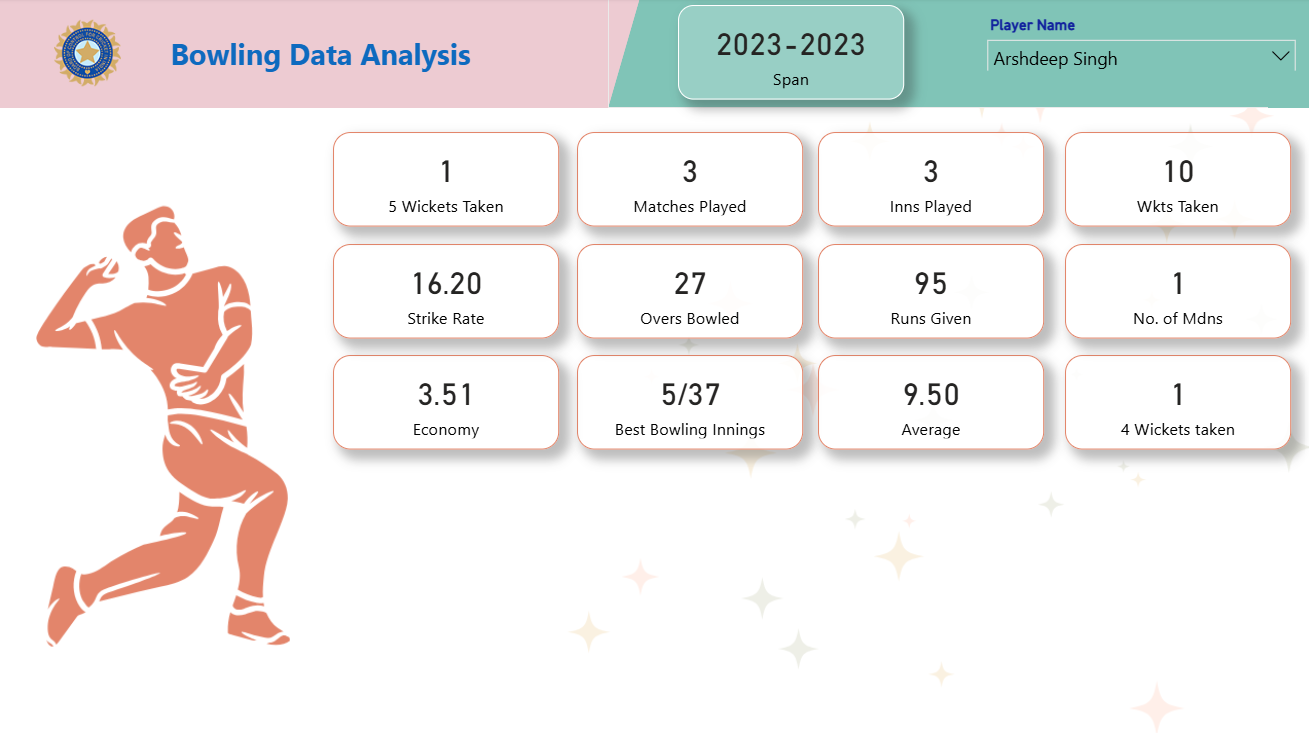 Bowling Data Analysis
2023-2023
Span
Player Name
Arshdeep Singh
1
5 Wickets Taken
3
Matches Played
3
Inns Played
10
Wkts Taken
16.20
Strike Rate
27
Overs Bowled
95
Runs Given
1
No. of Mdns
3.51
Economy
5/37
Best Bowling Innings
9.50
Average
1
4 Wickets taken